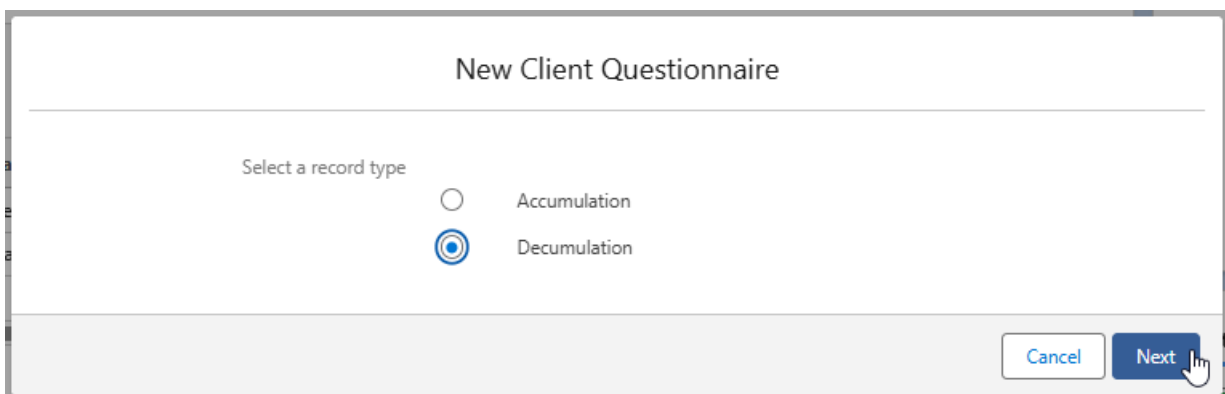 New Client Questionnaire
Select a record type
Accumulation
Decumulation
Cancel
Next